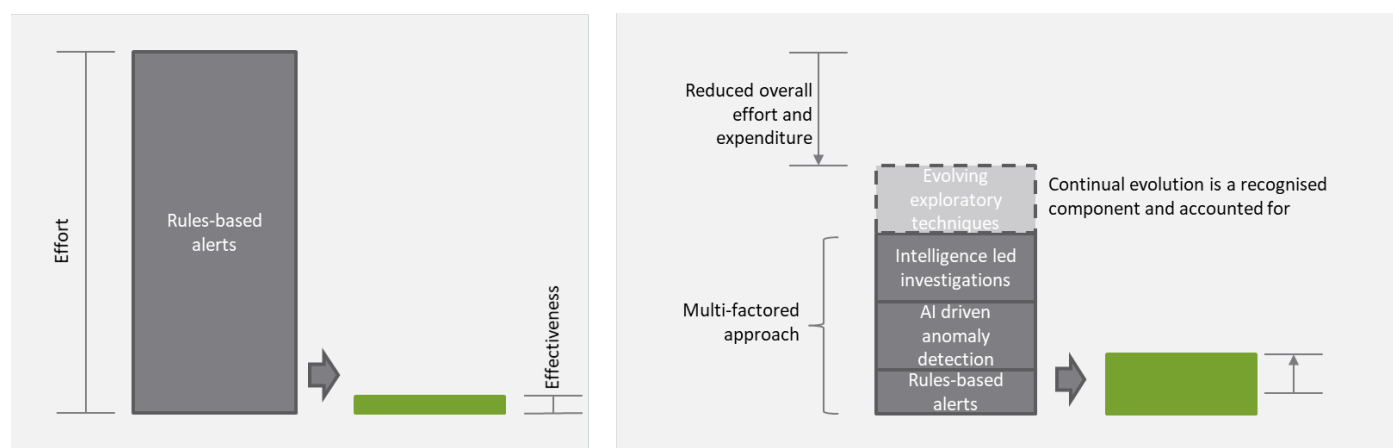 Effort
Rules-based
alerts
Effectiveness
Reduced overall
effort and
expenditure
Evolving
exploratory
techniques
Continual evolution is a recognised
component and accounted for
Multi-factored
approach
Intelligence led
investigations
AI driven
anomaly
detection
Rules-based
alerts